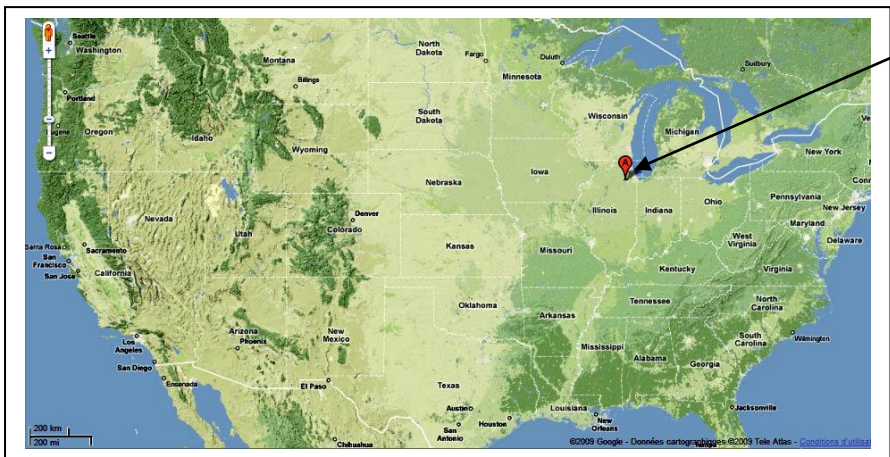 Seattle
Washington
Montana
North
Dakota
Fargo
Duluth
Minnesota
Sudbury
Billings
Portland
Eugene
Oregon
Idaho
Wyoming
South
Dakota
Wisconsin
Michigan
A
New York
Nebraska
Iowa
Illinois
Indiana
Ohio
Pennsylvania
New Jersey
Nevada
Utah
Denver
Colorado
Kansas
Missouri
West
Virginia
Maryland
Delaware
Santa Rosa
Sacramento
San
Francisco
San Jose
California
Kentucky
Virginia
Oklahoma
Arkansas
Tennessee
North
Carolina
Los
Angeles
Arizona
Phoenix
New
Mexico
Mississippi
Alabama
Georgia
South
Carolina
Wilmington
San Diego
Ensenada
El Paso
Texas
Austin
San
Antonio
Houston
Louisiana
New
Orleans
Jacksonville
Tampa
Chihuahua
200 km
200 mi
©2009 Google - Données cartographiques ©2009 Tele Atlas - Conditions d'utilisat